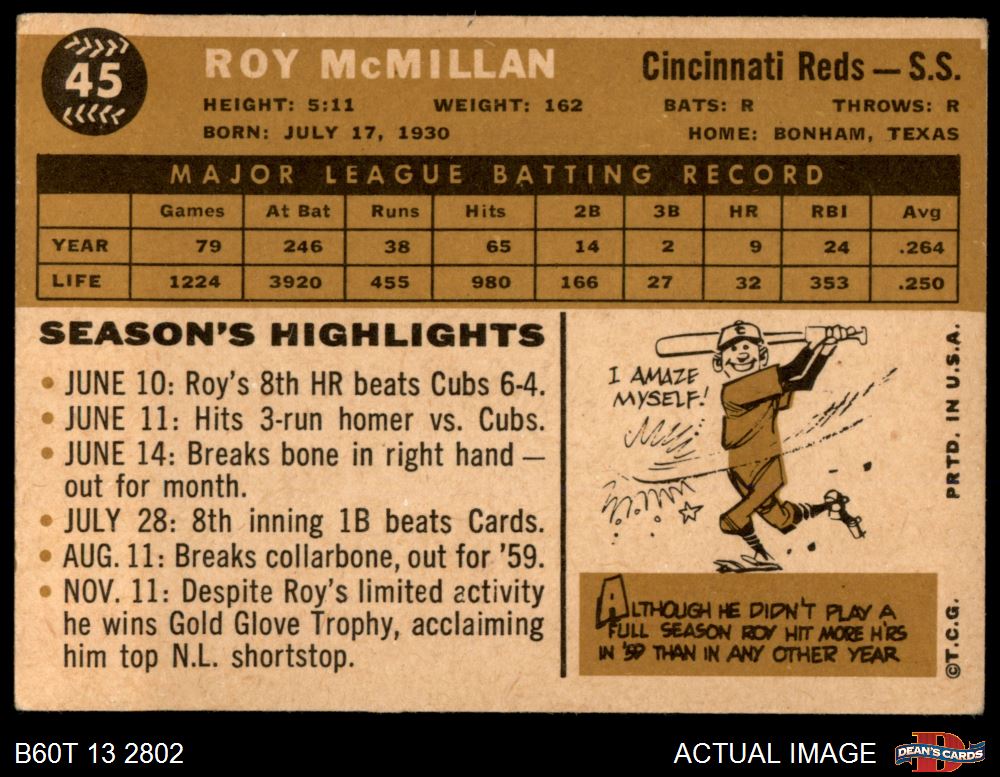 45
ROY McMILLAN
Cincinnati Reds — S.S.
HEIGHT: 5:11 WEIGHT: 162 BATS: R THROWS: R
BORN: JULY 17, 1930 HOME: BONHAM, TEXAS
MAJOR LEAGUE BATTING RECORD
Games At Bat Runs Hits 2B 3B HR RBI Avg
YEAR 79 246 38 65 14 2 9 24 .264
LIFE 1224 3920 455 980 166 27 32 353 .250
SEASON'S HIGHLIGHTS
• JUNE 10: Roy's 8th HR beats Cubs 6-4.
• JUNE 11: Hits 3-run homer vs. Cubs.
• JUNE 14: Breaks bone in right hand —
out for month.
• JULY 28: 8th inning 1B beats Cards.
• AUG. 11: Breaks collarbone, out for '59.
• NOV. 11: Despite Roy's limited activity
he wins Gold Glove Trophy, acclaiming
him top N.L. shortstop.
C
I AMAZE
MYSELF!
ALTHOUGH HE DIDN'T PLAY A
FULL SEASON ROY HIT MORE H'RS
IN '59 THAN IN ANY OTHER YEAR
PRTD. IN U.S.A.
©T.C.G.
B60T 13 2802
ACTUAL IMAGE
D
DEAN'S CARDS